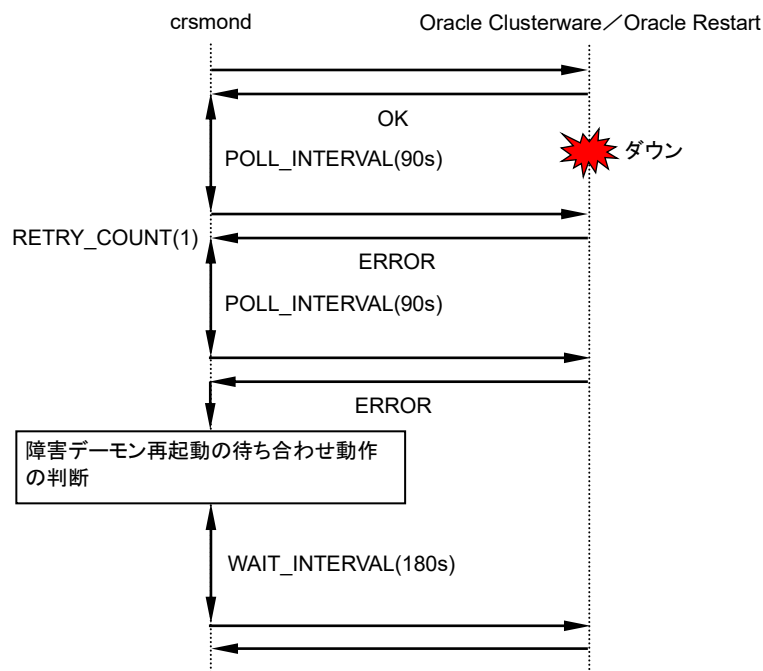 crsmond
Oracle Clusterware／Oracle Restart
OK
POLL_INTERVAL(90s)
ダウン
RETRY_COUNT(1)
ERROR
POLL_INTERVAL(90s)
ERROR
障害デーモン再起動の待ち合わせ動作
の判断
WAIT_INTERVAL(180s)